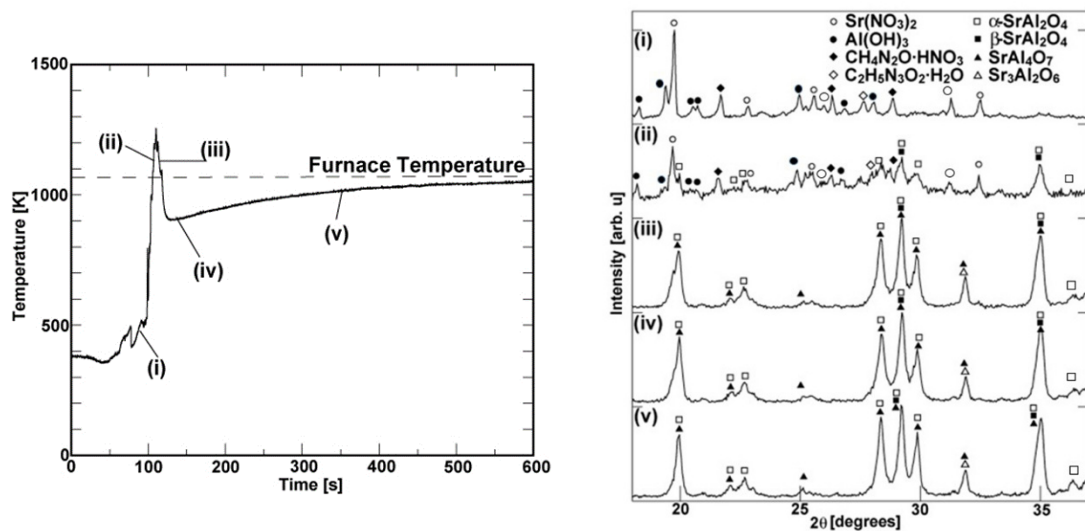 1500
1000
500
0
Temperature [K]
0 100 200 300 400 500 600
Time [s]
(ii)
(iii)
Furnace Temperature
(iv)
(v)
(i)
(i)
○ Sr(NO₃)₂
● Al(OH)₃
◆ CH4N₂O·HNO₃
◇ C₂H₅N₃O₂·H₂O
□ α-SrAl₂O₄
■ β-SrAl₂O₄
▲ SrAl₄O₇
△ Sr₃Al₂O₆
(ii)
(iii)
(iv)
(v)
Intensity [arb. u]
20 25 30 35
2θ [degrees]